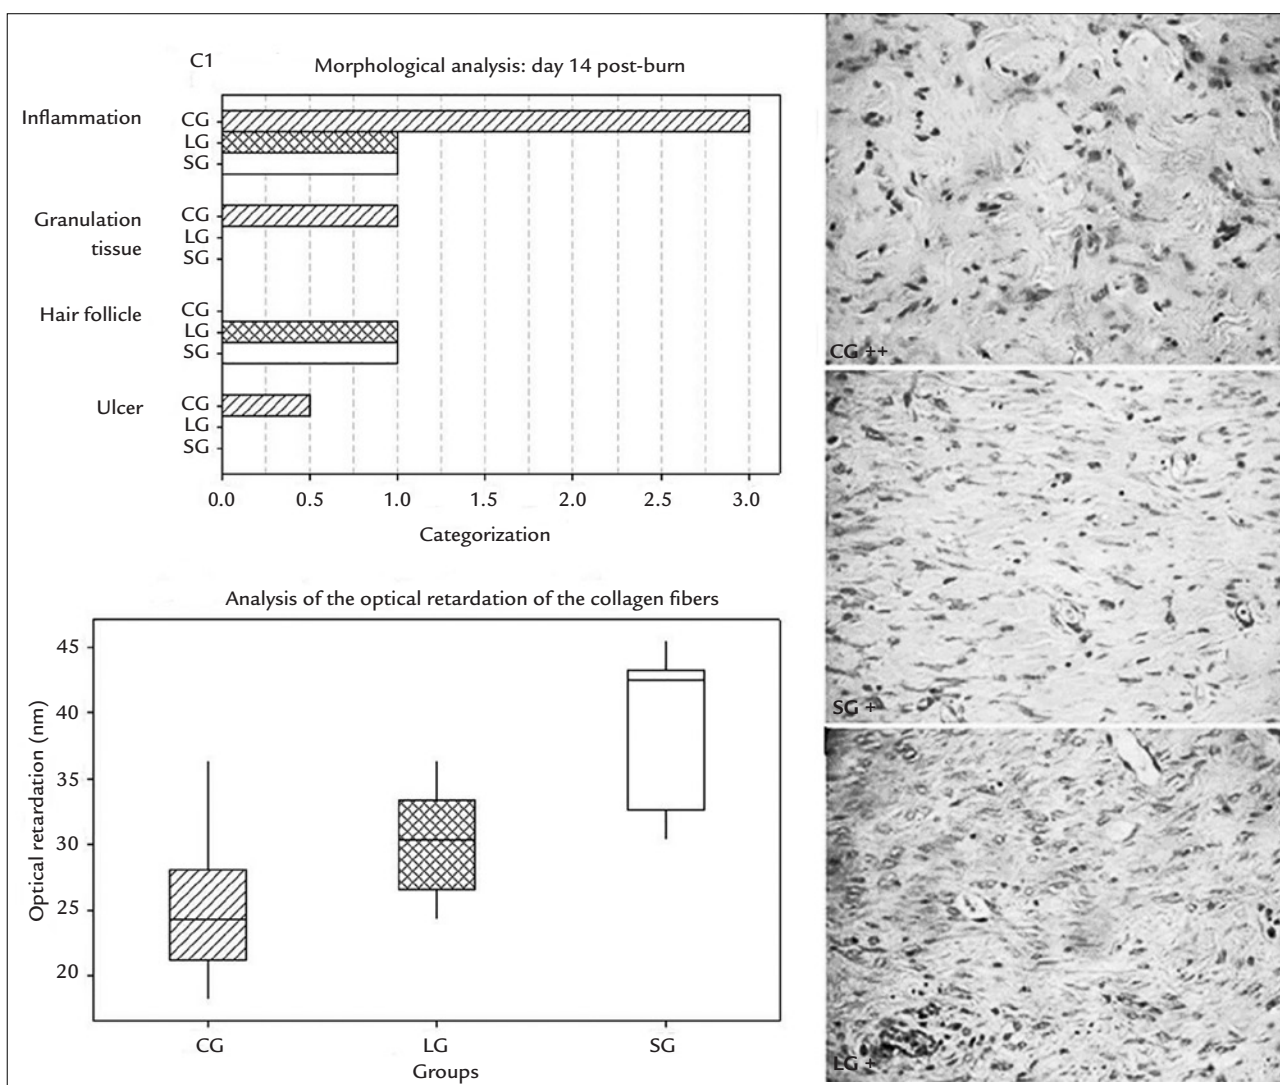 C1
Morphological analysis: day 14 post-burn
Inflammation
CG
LG
SG
Granulation
tissue
CG
LG
SG
Hair follicle
CG
LG
SG
Ulcer
CG
LG
SG
0.0 0.5 1.0 1.5 2.0 2.5 3.0
Categorization
Analysis of the optical retardation of the collagen fibers
Optical retardation (nm)
45
40
35
30
25
20
CG LG SG
Groups
CG ++
SG +
LG +